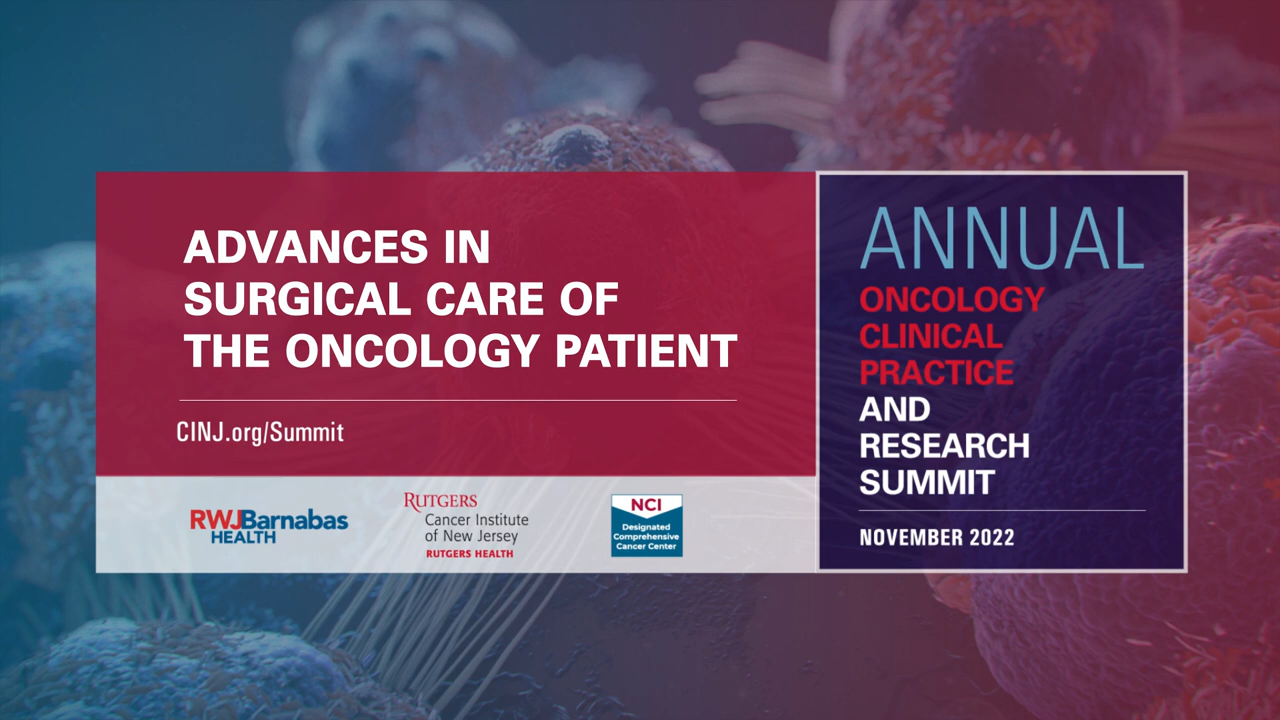 ADVANCES IN
SURGICAL CARE OF
THE ONCOLOGY PATIENT
CINJ.org/Summit
RWJBarnabas
HEALTH
RUTGERS
Cancer Institute
of New Jersey
RUTGERS HEALTH
NCI
Designated
Comprehensive
Cancer Center
ANNUAL
ONCOLOGY
CLINICAL
PRACTICE
AND
RESEARCH
SUMMIT
NOVEMBER 2022